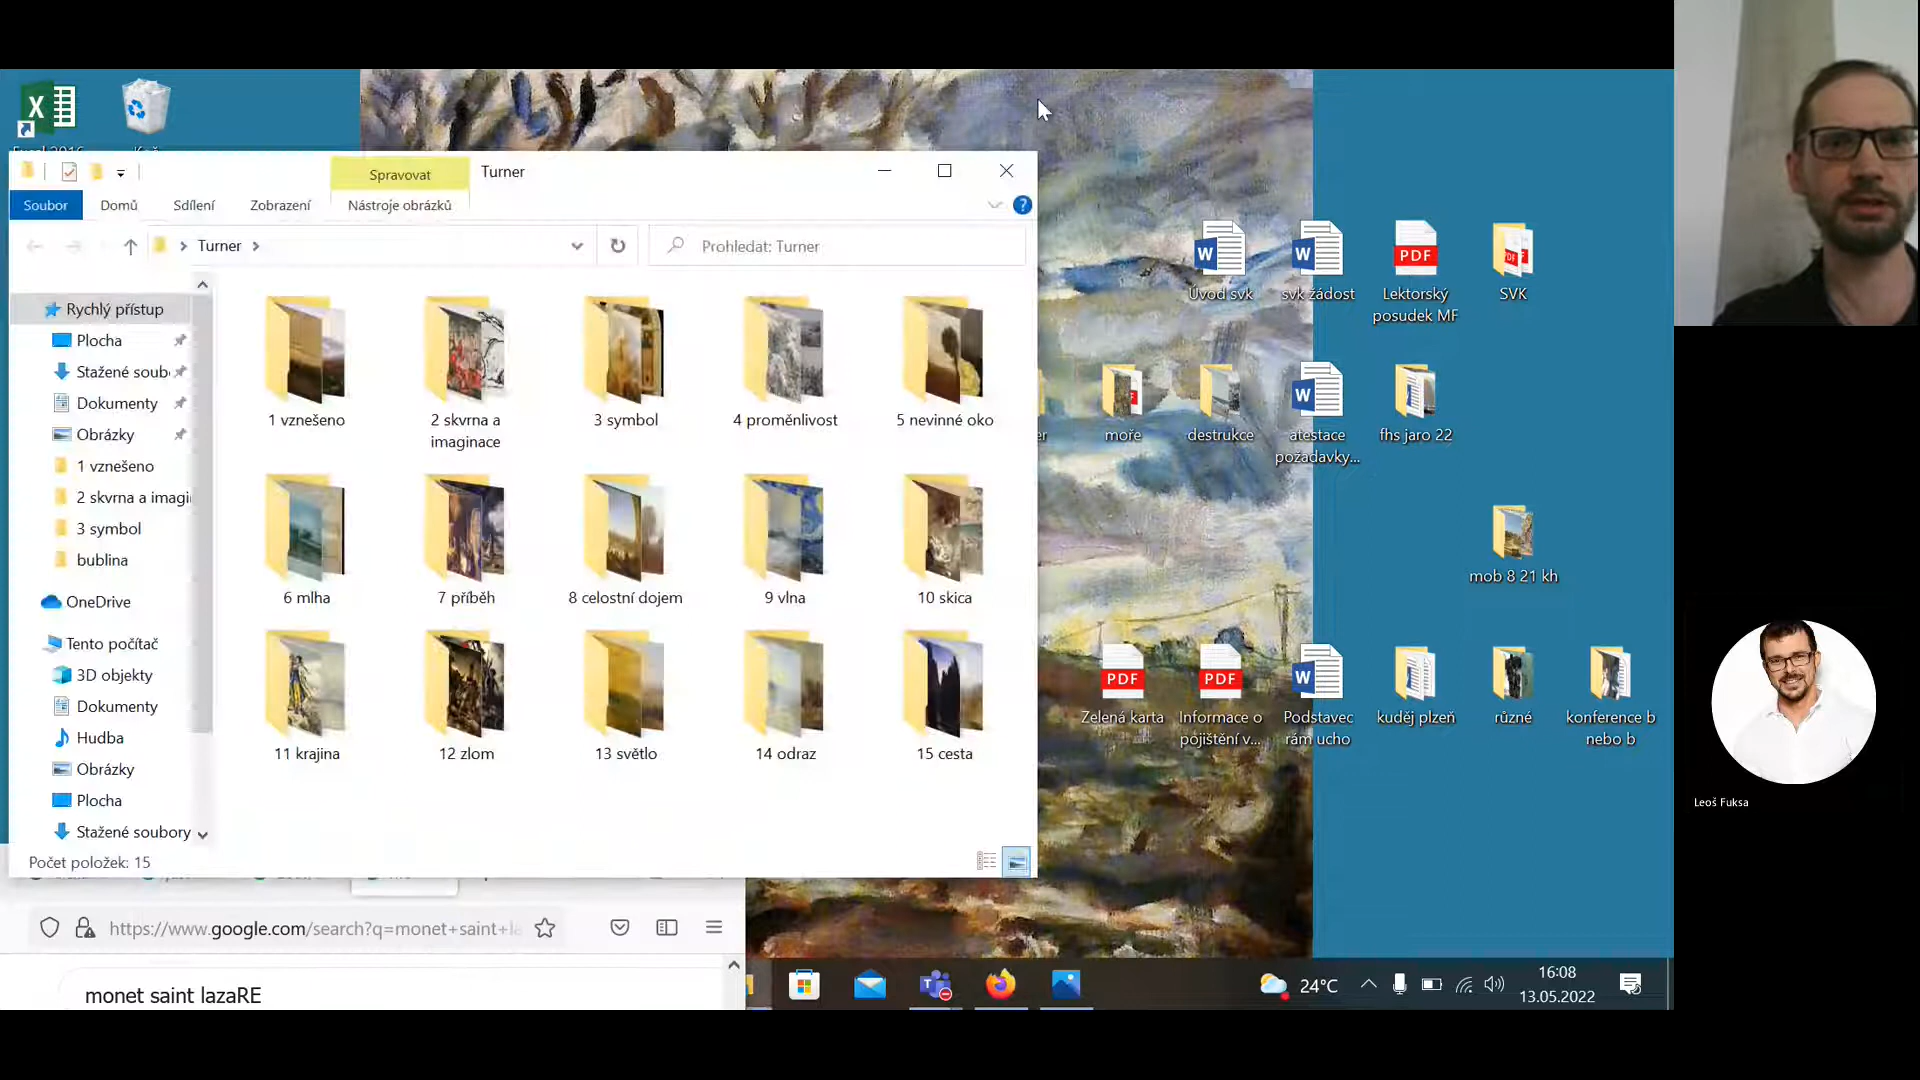 Spravovat
Turner
Soubor
Domů
Sdílení
Zobrazení
Nástroje obrázků
Turner
Prohledat: Turner
Rychlý přístup
Plocha
Stažené soub
Dokumenty
Obrázky
1 vznešeno
2 skvrna a imagi
3 symbol
bublina
OneDrive
Tento počítač
3D objekty
Dokumenty
Hudba
Obrázky
Plocha
Stažené soubory
1 vznešeno
2 skvrna a
imaginace
3 symbol
4 proměnlivost
5 nevinné oko
6 mlha
7 příběh
8 celostní dojem
9 vlna
10 skica
11 krajina
12 zlom
13 světlo
14 odraz
15 cesta
Počet položek: 15
Úvod svk
svk žádost
Lektorský
posudek MF
SVK
er
moře
destrukce
atestace
požadavky...
fhs jaro 22
mob 8 21 kh
Zelená karta
Informace o
pojištění v...
Podstavec
rám ucho
kuděj plzeň
různé
konference b
nebo b
PDF
PDF
PDF
https://www.google.com/search?q=monet+saint+la
monet saint lazaRE
24°C
16:08
13.05.2022
Leoš Fuksa